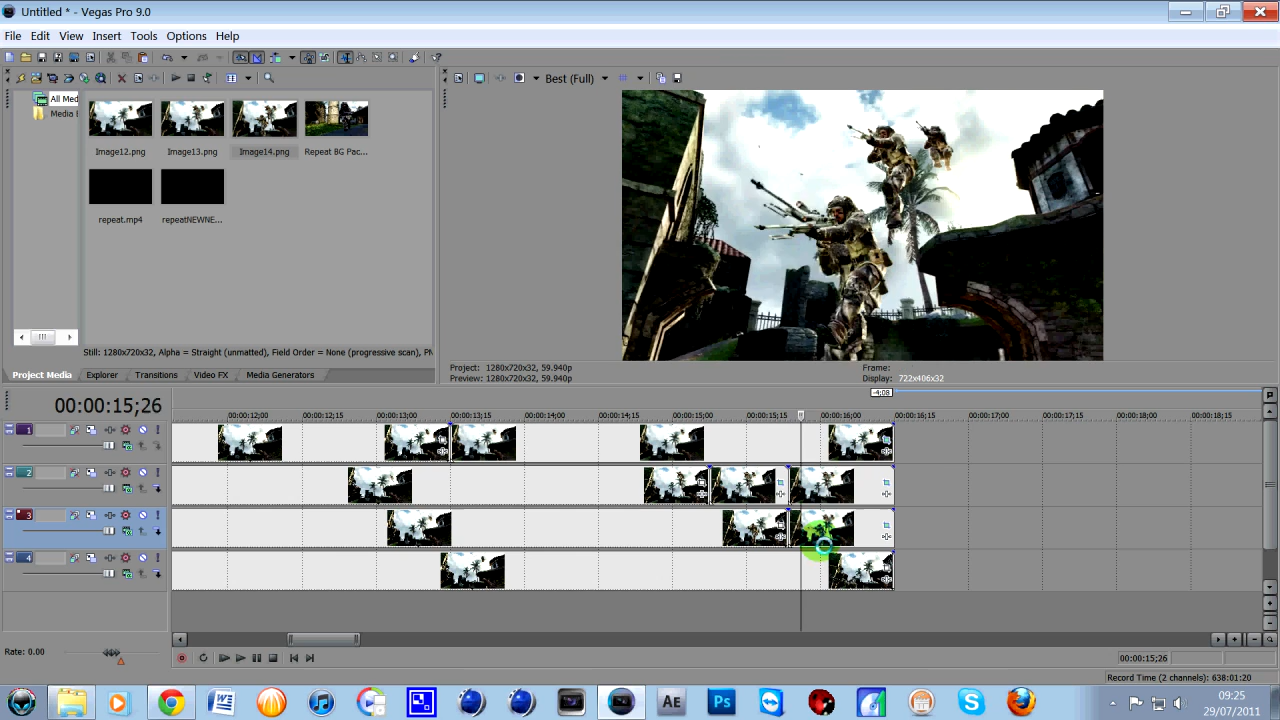 Untitled * - Vegas Pro 9.0
File Edit View Insert Tools Options Help
Best (Full)
All Med
Media B
Image12.png Image13.png Image14.png Repeat BG Pac...
repeat.mp4 repeatNEWNE...
Still: 1280x720x32, Alpha = Straight (unmatted), Field Order = None (progressive scan), PN
Project Media Explorer Transitions Video FX Media Generators
Project: 1280x720x32, 59.940p
Preview: 1280x720x32, 59.940p
Frame:
Display: 722x406x32
-4;08
00:00:15;26
00:00:12;00 00:00:12;15 00:00:13;00 00:00:13;15 00:00:14;00 00:00:14;15 00:00:15;00 00:00:15;15 00:00:16;00 00:00:16;15 00:00:17;00 00:00:17;15 00:00:18;00 00:00:18;15
1
2
3
4
Rate: 0.00
00:00:15;26
Record Time (2 channels): 638:01:20
AE
Ps
09:25
29/07/2011